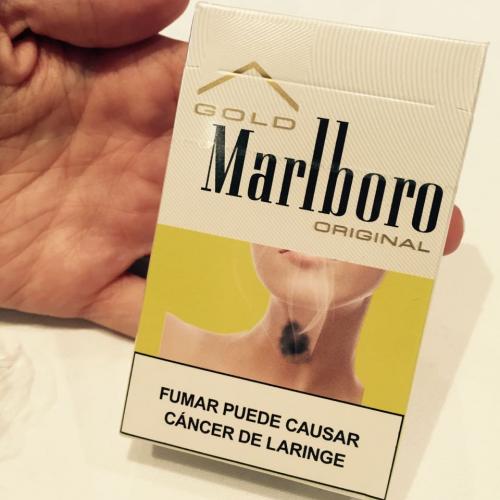 GOLD
Marlboro
ORIGINAL
FUMAR PUEDE CAUSAR
CÁNCER DE LARINGE